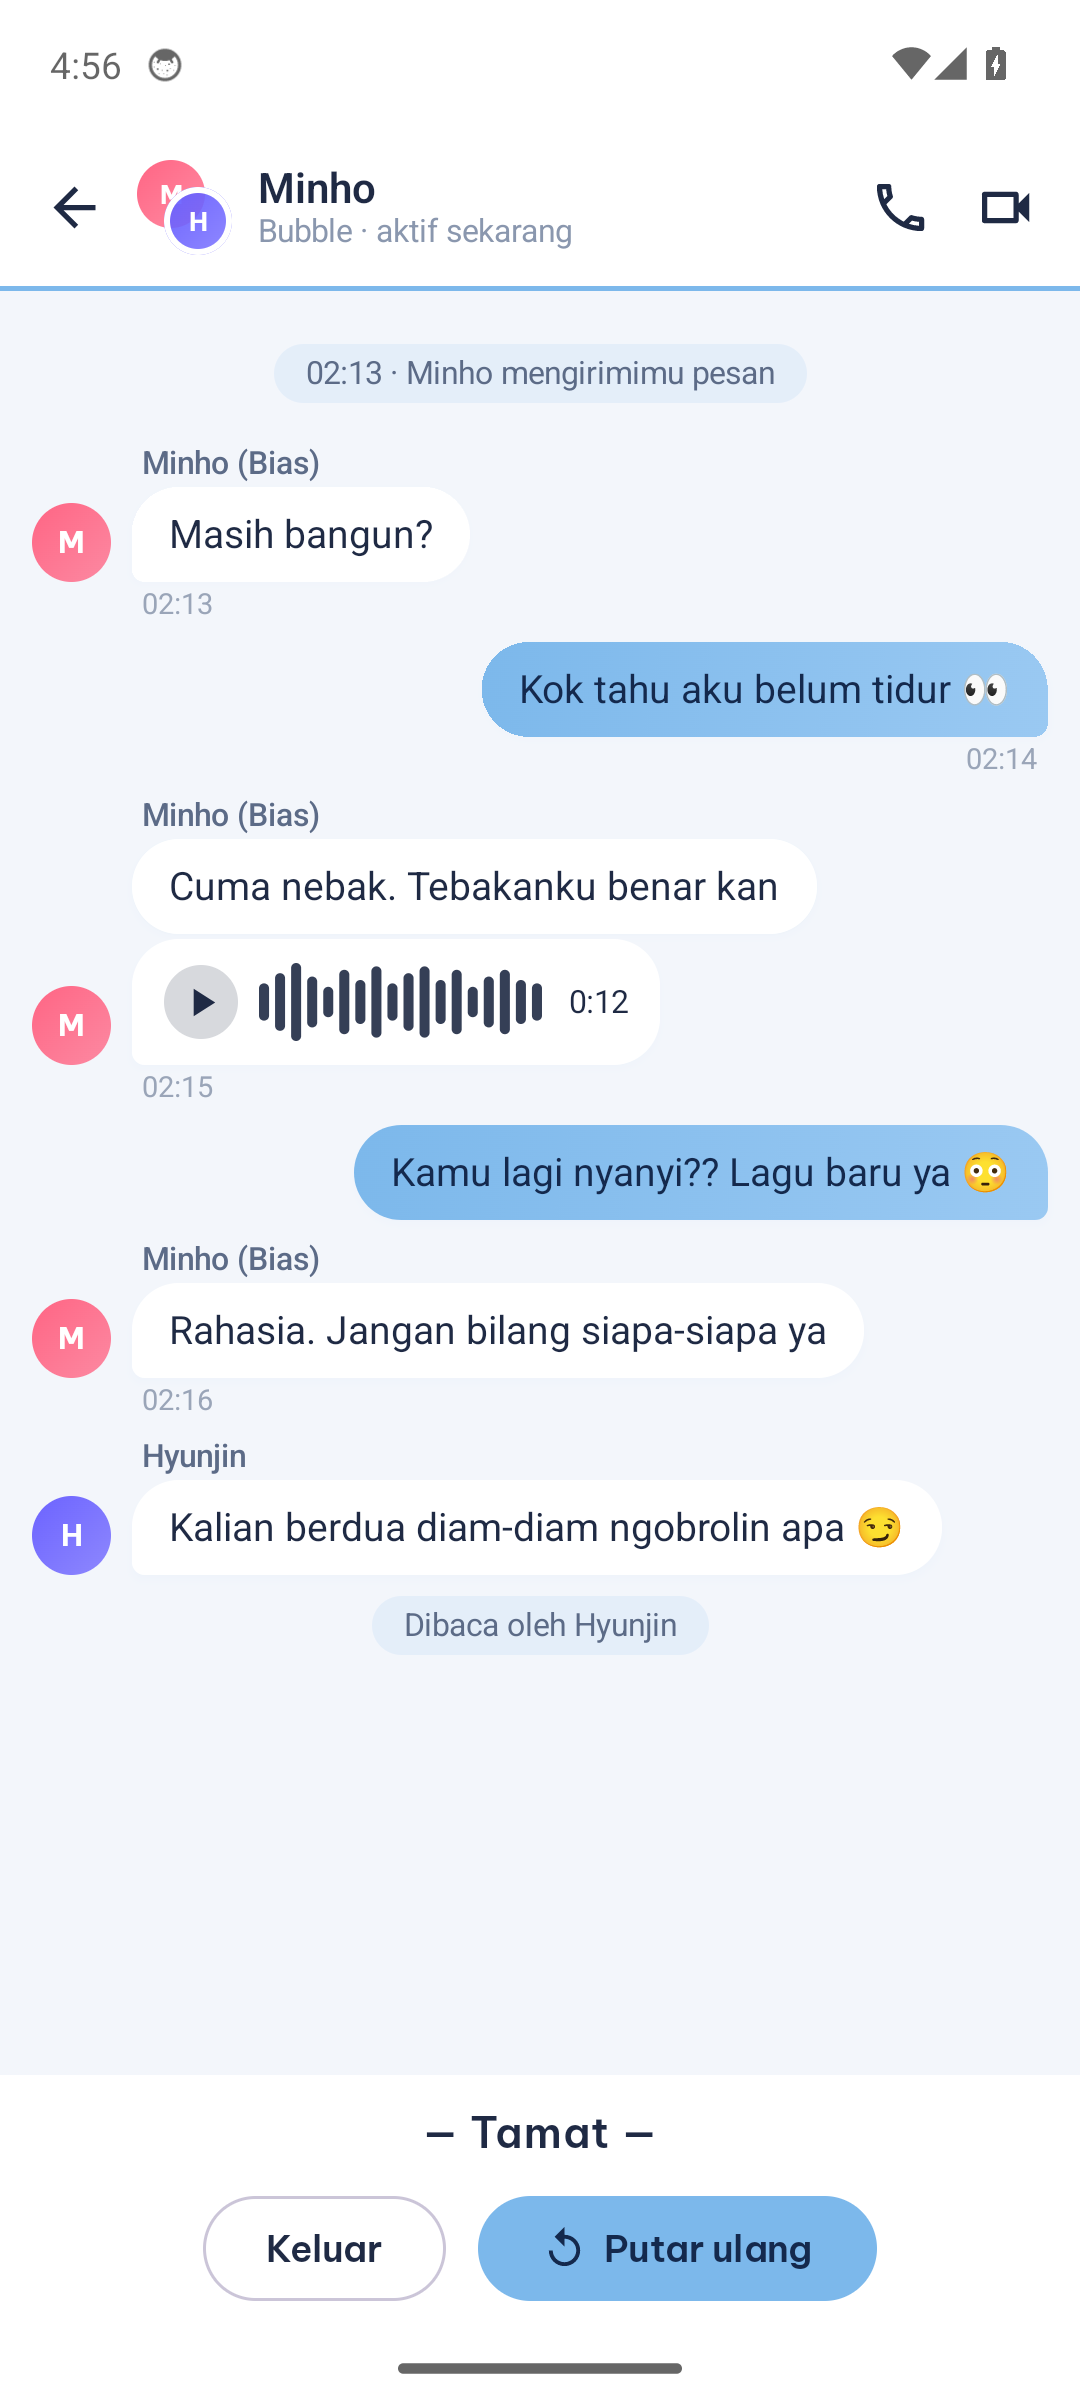 4:56
M
H
Minho
Bubble · aktif sekarang
02:13 · Minho mengirimimu pesan
Minho (Bias)
M
Masih bangun?
02:13
Kok tahu aku belum tidur 👀
02:14
Minho (Bias)
Cuma nebak. Tebakanku benar kan
M
0:12
02:15
Kamu lagi nyanyi?? Lagu baru ya 😳
Minho (Bias)
M
Rahasia. Jangan bilang siapa-siapa ya
02:16
Hyunjin
H
Kalian berdua diam-diam ngobrolin apa 😏
Dibaca oleh Hyunjin
– Tamat –
Keluar
Putar ulang